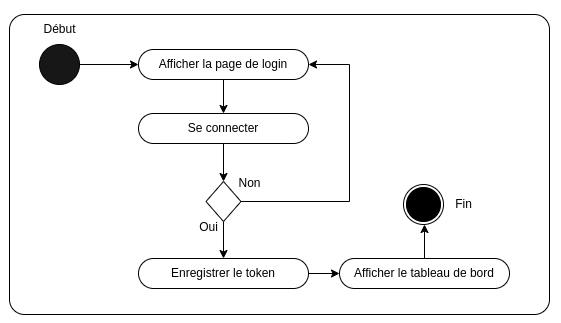 Début
Afficher la page de login
Se connecter
Non
Oui
Fin
Enregistrer le token
Afficher le tableau de bord